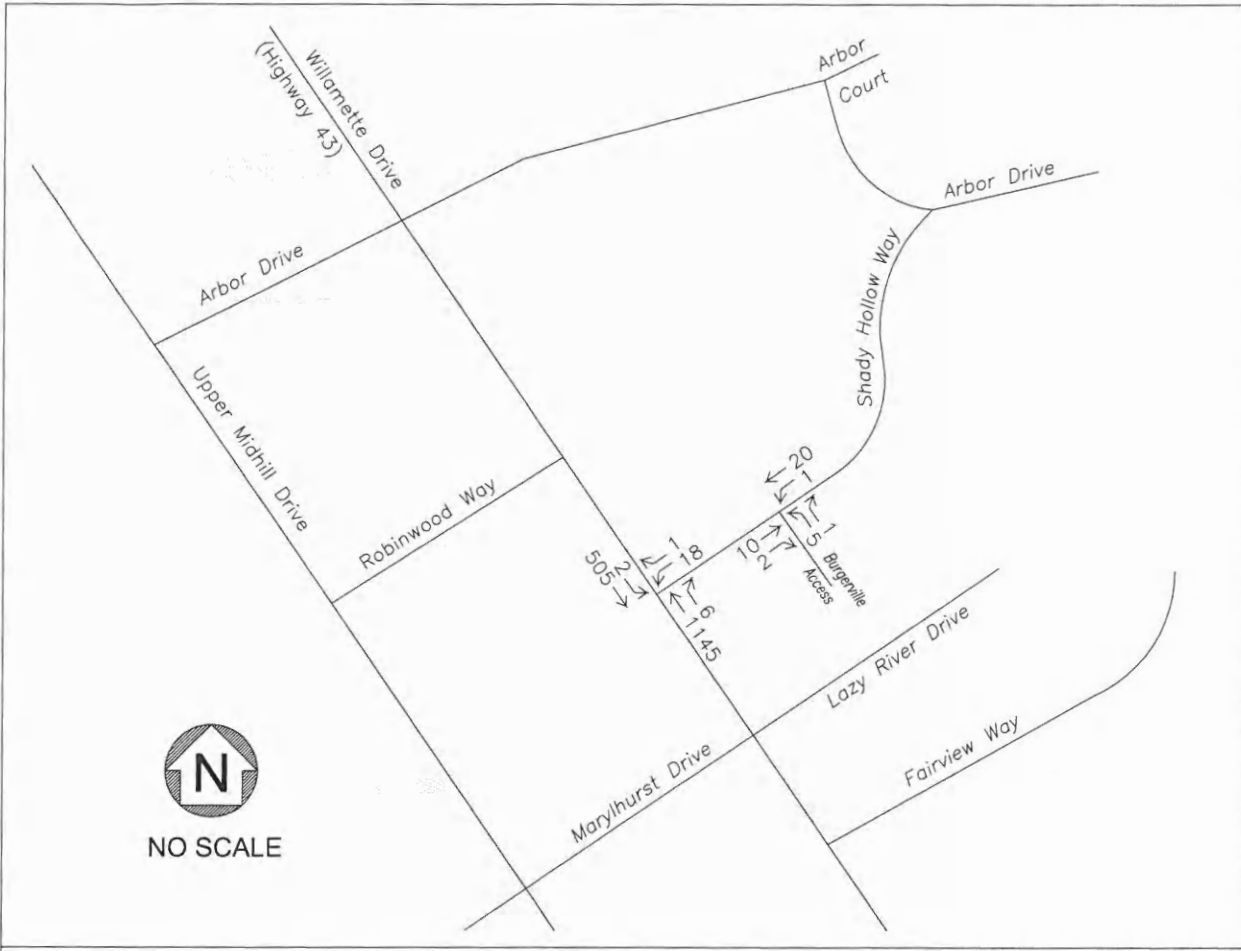 Arbor
Court
Willamette Drive
(Highway 43)
Arbor Drive
Arbor Drive
Shady Hollow Way
Upper Midhill Drive
Robinwood Way
20
1
1
5
10
2
Burgerville
Access
1
18
2
505
6
1145
Lazy River Drive
Marylhurst Drive
Fairview Way
N
NO SCALE